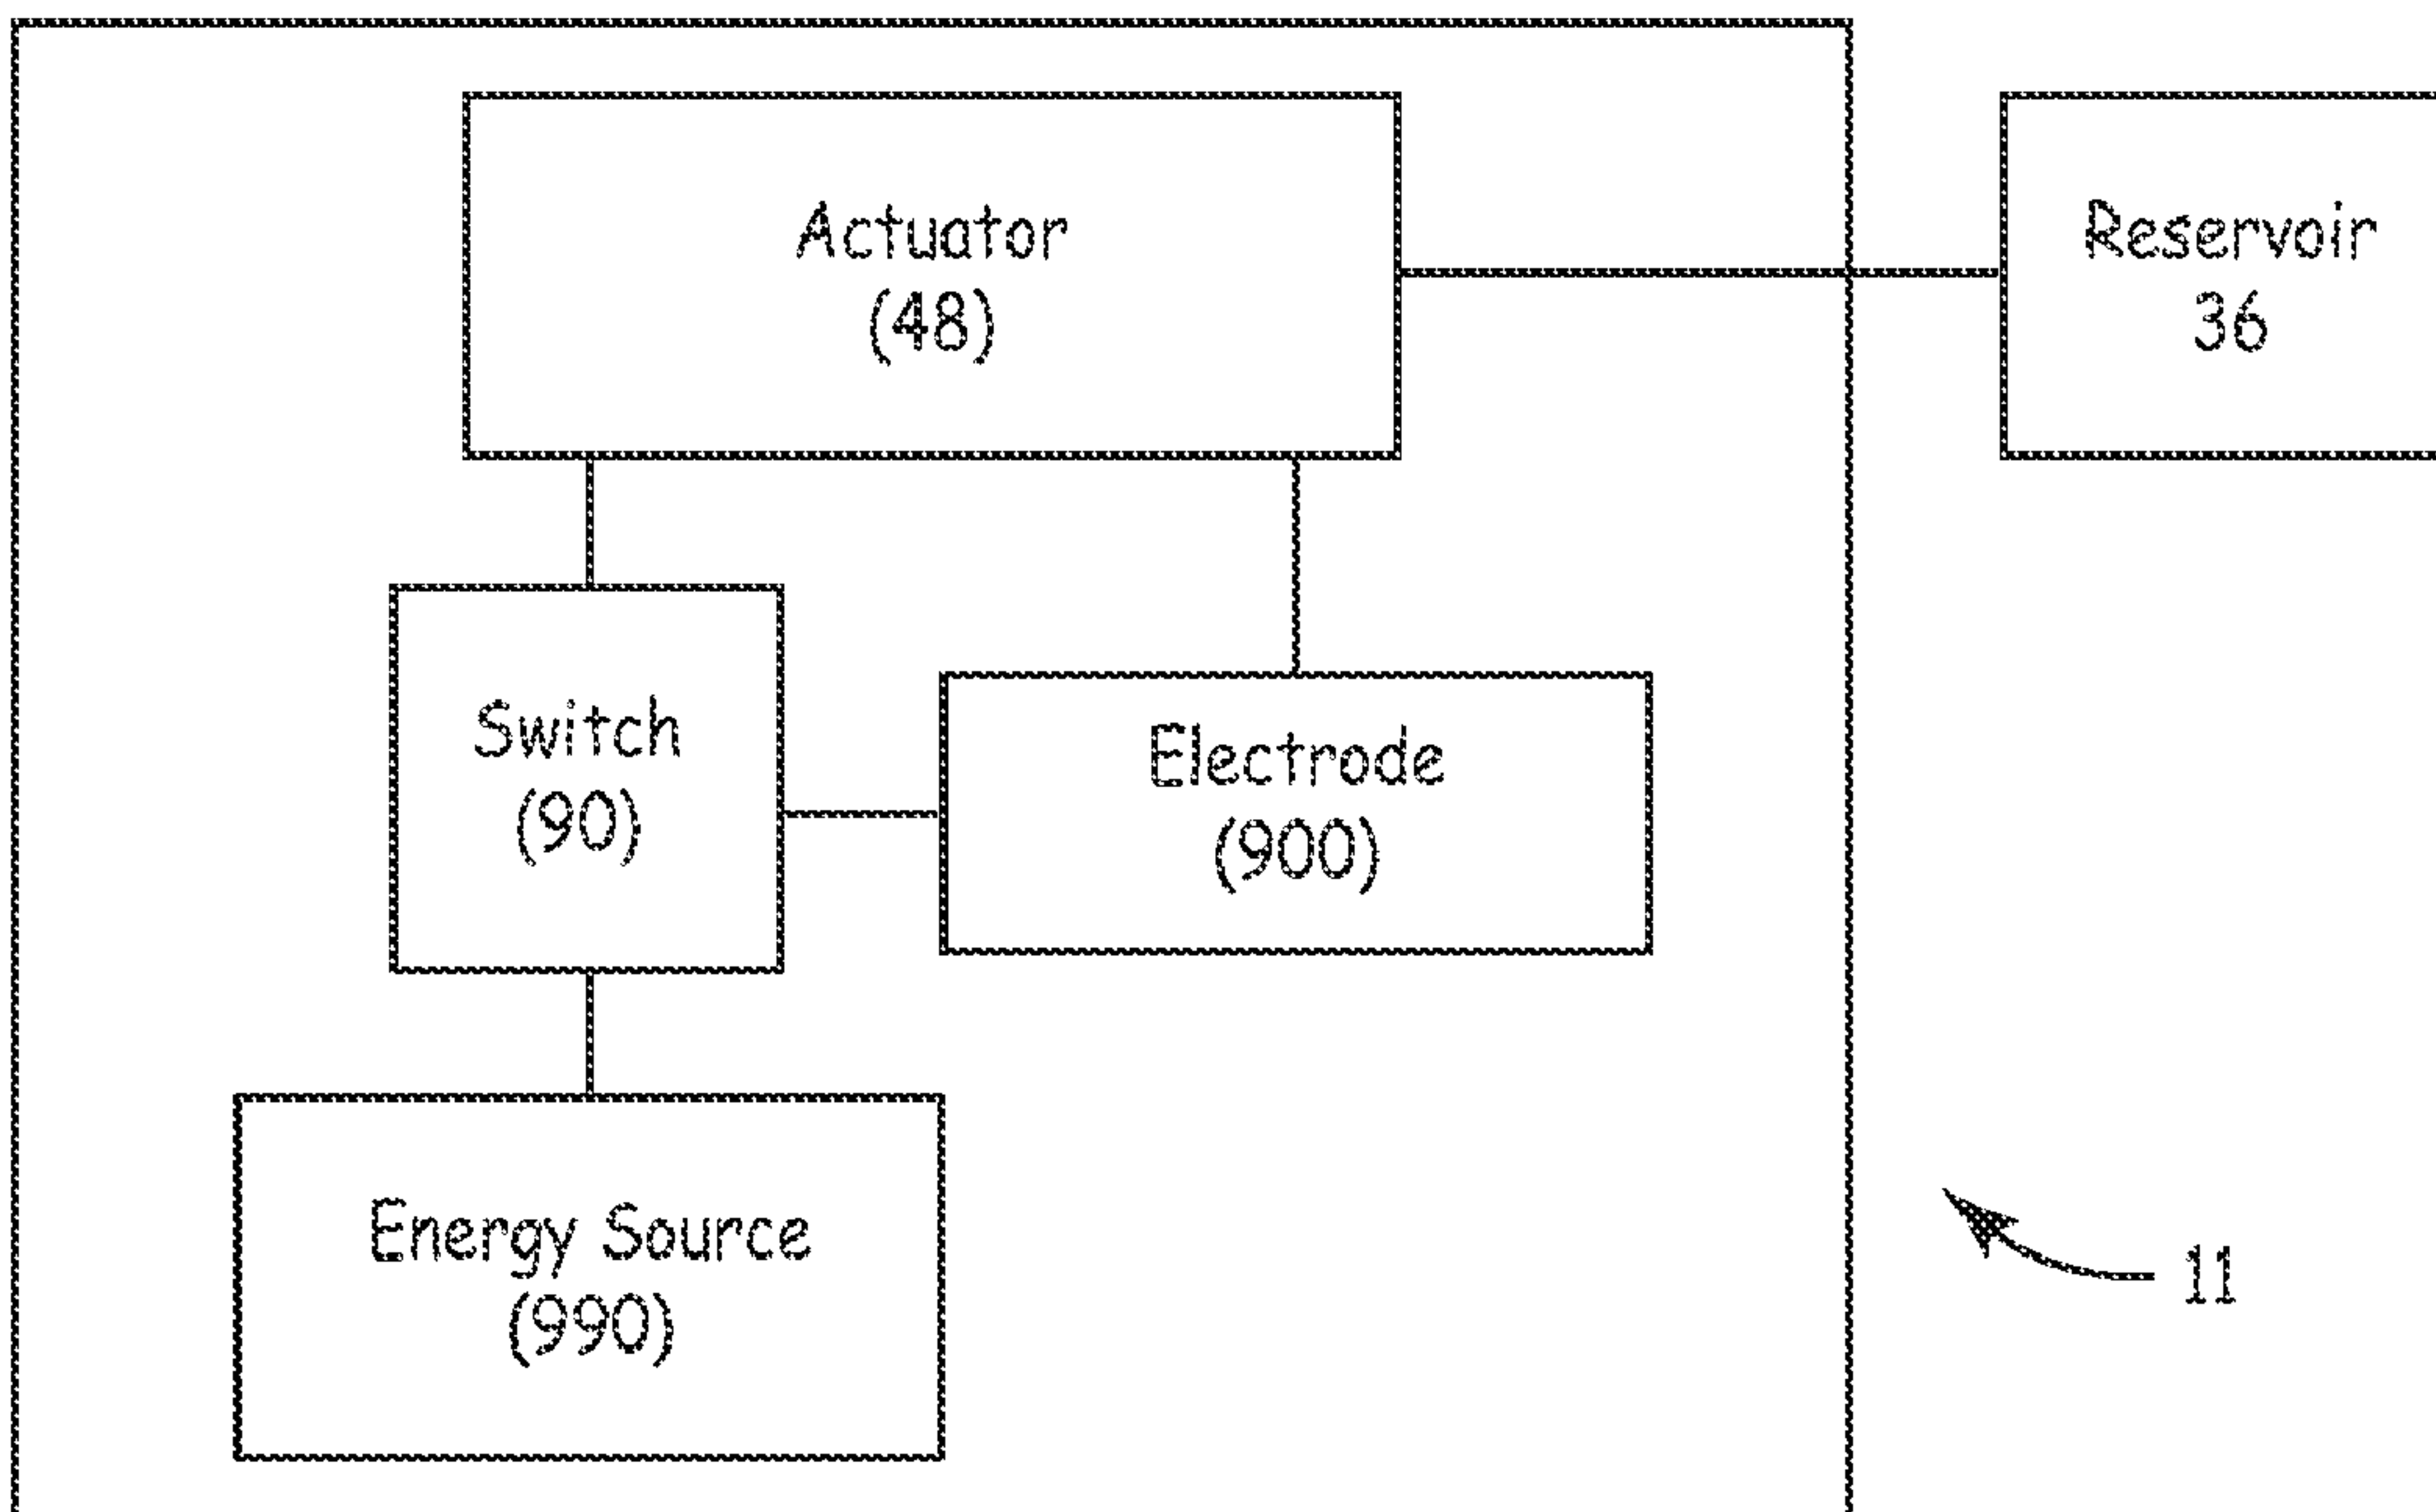 Actuator
(48)
Reservoir
36
Switch
(90)
Electrode
(900)
Energy Source
(990)
11